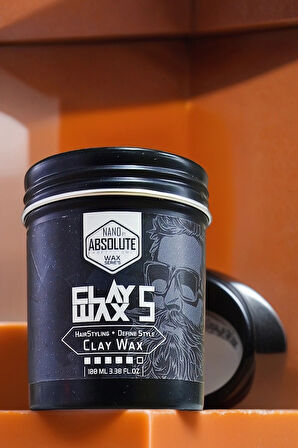 NANO
ABSOLUTE
WAX
SERIES
CLAY
WAX 5
HAIRSTYLING • DEFINE STYLE
CLAY WAX
100 ML 3.38 FL.OZ